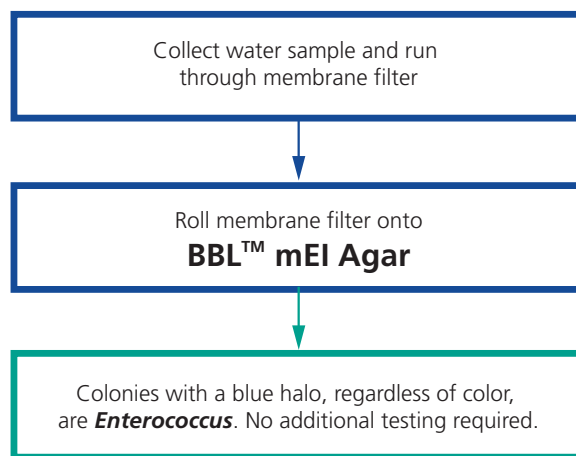 Collect water sample and run
through membrane filter
Roll membrane filter onto
BBL™ mEI Agar
Colonies with a blue halo, regardless of color,
are Enterococcus. No additional testing required.